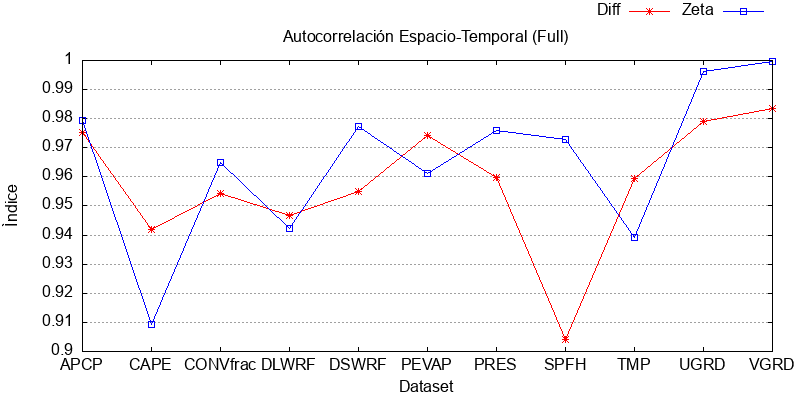 Diff Zeta
Autocorrelación Espacio-Temporal (Full)
1
0.99
0.98
0.97
0.96
0.95
0.94
0.93
0.92
0.91
0.9
Ìndice
APCP CAPE CONVfrac DLWRF DSWRF PEVAP PRES SPFH TMP UGRD VGRD
Dataset